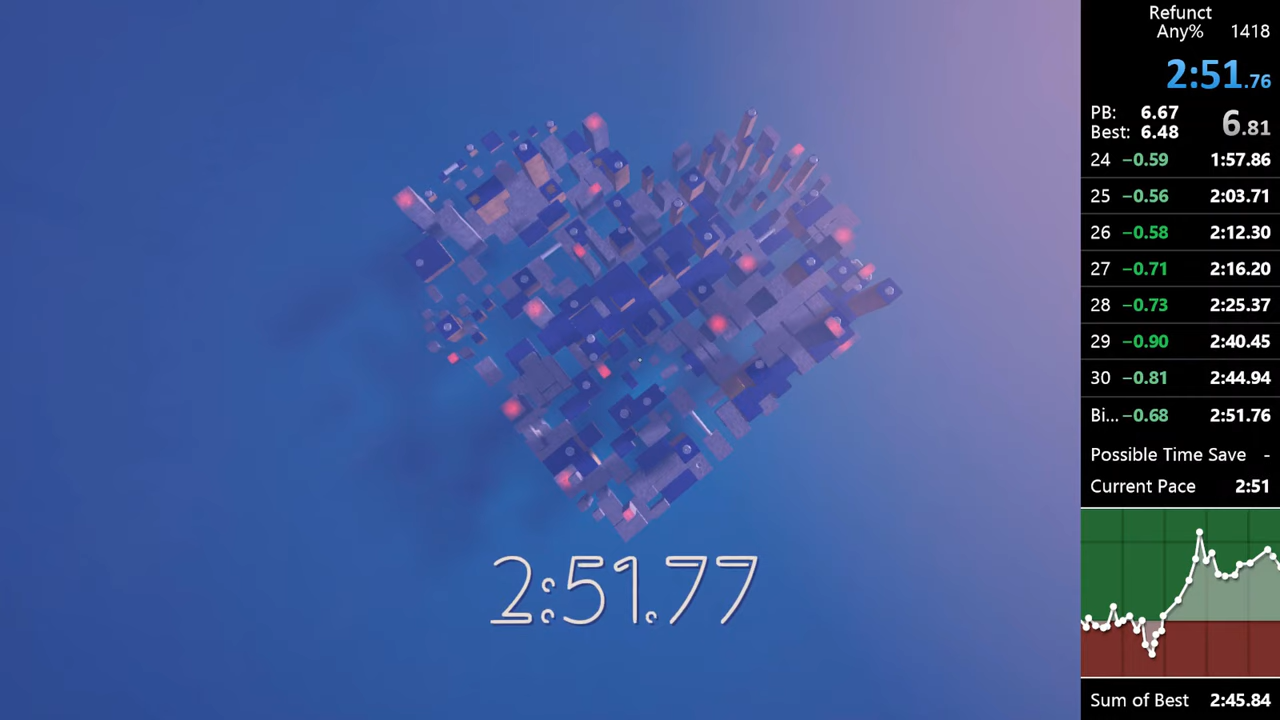 Refunct
Any% 1418
2:51.76
PB: 6.67
Best: 6.48
6.81
24 −0.59 1:57.86
25 −0.56 2:03.71
26 −0.58 2:12.30
27 −0.71 2:16.20
28 −0.73 2:25.37
29 −0.90 2:40.45
30 −0.81 2:44.94
Bi... −0.68 2:51.76
Possible Time Save -
Current Pace 2:51
Sum of Best 2:45.84
2:51.77